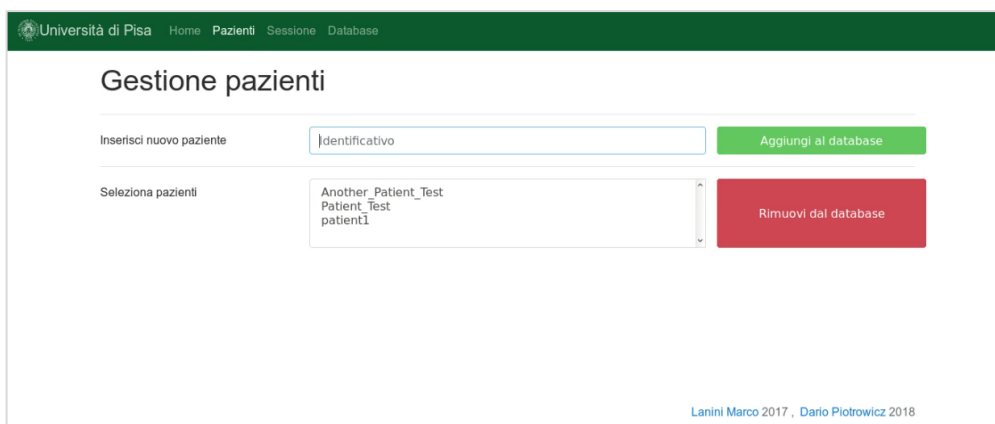 Università di Pisa Home Pazienti Sessione Database
Gestione pazienti
Inserisci nuovo paziente Identificativo Aggiungi al database
Seleziona pazienti
Another_Patient_Test
Patient_Test
patient1
Rimuovi dal database
Lanini Marco 2017 , Dario Piotrowicz 2018